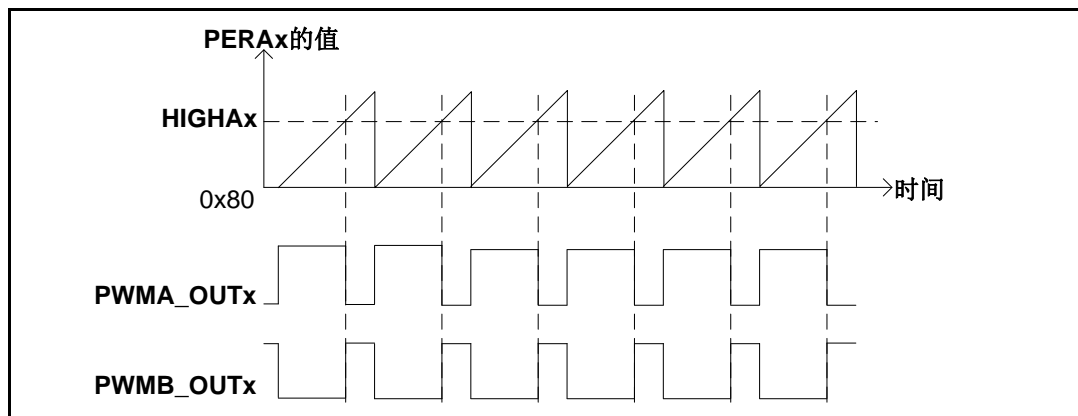 PERAx的值
HIGHAx
0x80
时间
PWMA_OUTx
PWMB_OUTx